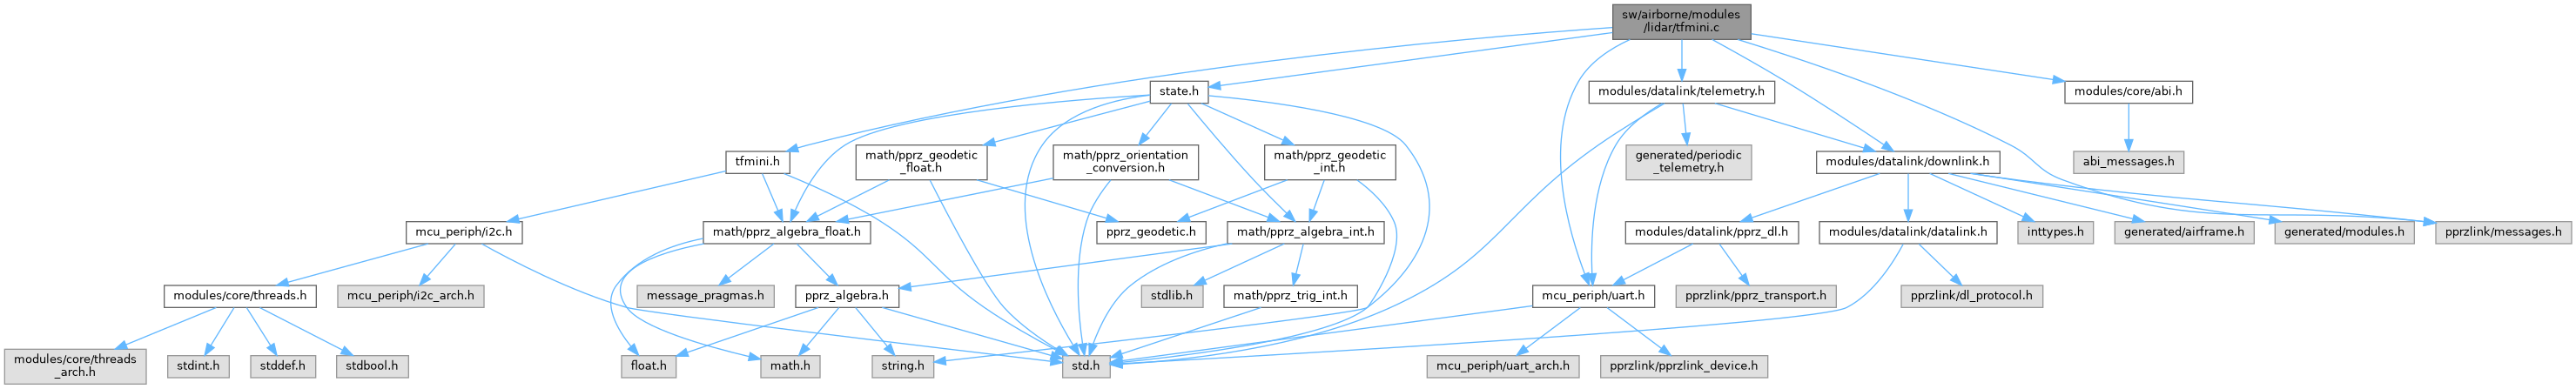 sw/airborne/modules
/lidar/tfmini.c
state.h
modules/datalink/telemetry.h
modules/core/abi.h
tfmini.h
math/pprz_geodetic
_float.h
math/pprz_orientation
_conversion.h
math/pprz_geodetic
_int.h
generated/periodic
_telemetry.h
modules/datalink/downlink.h
abi_messages.h
mcu_periph/i2c.h
math/pprz_algebra_float.h
pprz_geodetic.h
math/pprz_algebra_int.h
modules/datalink/pprz_dl.h
modules/datalink/datalink.h
inttypes.h
generated/airframe.h
generated/modules.h
pprzlink/messages.h
modules/core/threads.h
mcu_periph/i2c_arch.h
message_pragmas.h
pprz_algebra.h
stdlib.h
math/pprz_trig_int.h
mcu_periph/uart.h
pprzlink/pprz_transport.h
pprzlink/dl_protocol.h
modules/core/threads
_arch.h
stdint.h
stddef.h
stdbool.h
float.h
math.h
string.h
std.h
mcu_periph/uart_arch.h
pprzlink/pprzlink_device.h